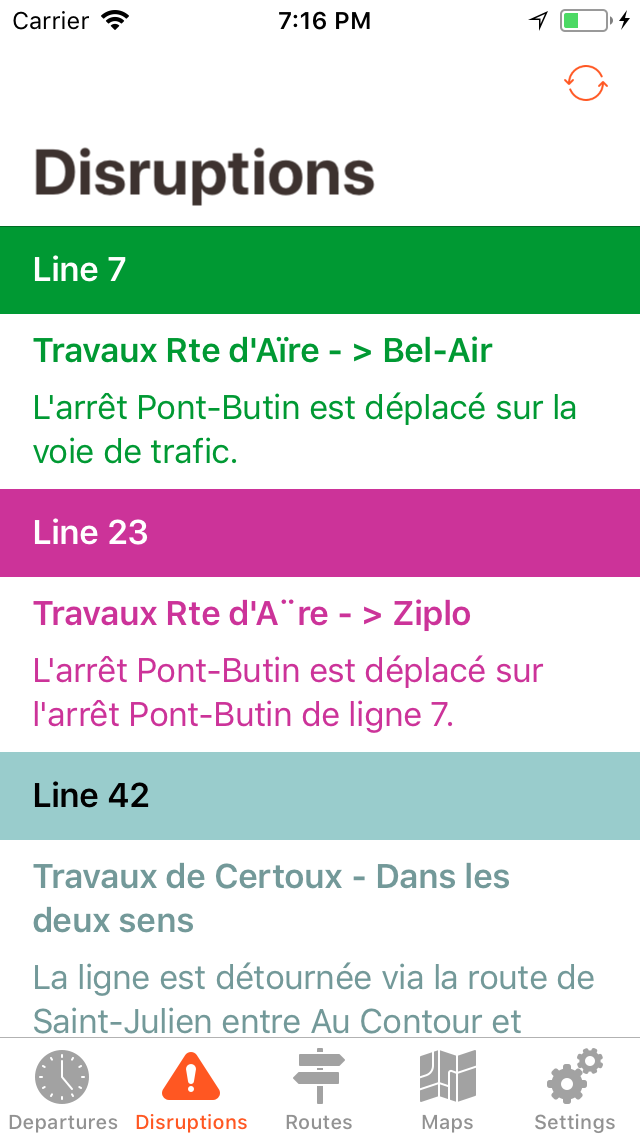 Carrier 7:16 PM
Disruptions
Line 7
Travaux Rte d'Aïre - > Bel-Air
L'arrêt Pont-Butin est déplacé sur la
voie de trafic.
Line 23
Travaux Rte d'A¨re - > Ziplo
L'arrêt Pont-Butin est déplacé sur
l'arrêt Pont-Butin de ligne 7.
Line 42
Travaux de Certoux - Dans les
deux sens
La ligne est détournée via la route de
Saint-Julien entre Au Contour et
Departures Disruptions Routes Maps Settings